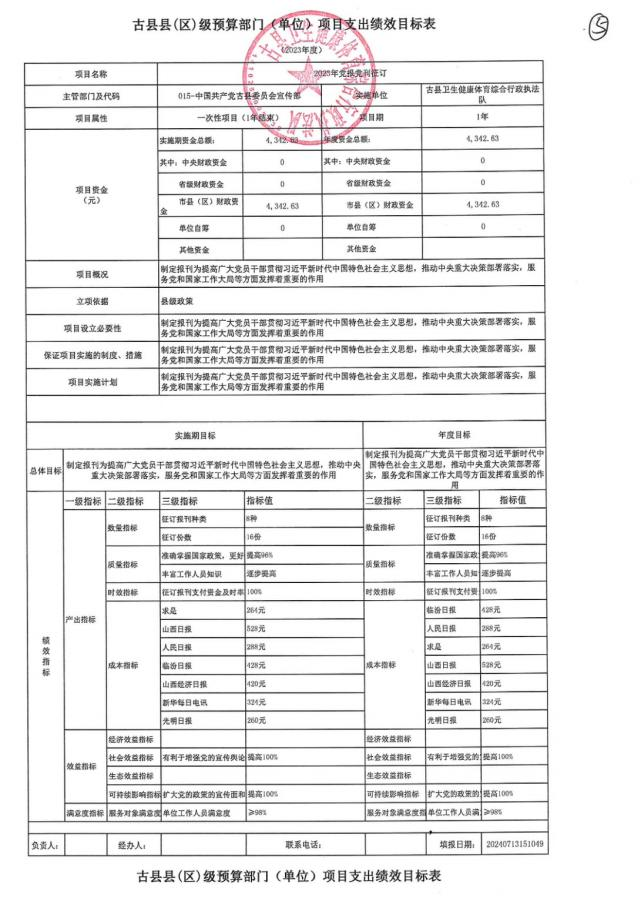 古县县(区)级预算部门（单位）项目支出绩效目标表
⑤
（2023年度）
项目名称 2023年党报党刊征订
主管部门及代码 015-中国共产党古县委员会宣传部 实施单位 古县卫生健康体育综合行政执法队
项目属性 一次性项目（1年结束） 项目期 1年
项目资金（元） 实施期资金总额： 4,342.63 年度资金总额： 4,342.63
其中：中央财政资金 0 其中：中央财政资金 0
省级财政资金 0 省级财政资金 0
市县（区）财政资金 4,342.63 市县（区）财政资金 4,342.63
单位自筹 0 单位自筹 0
其他资金 其他资金
项目概况 制定报刊为提高广大党员干部贯彻习近平新时代中国特色社会主义思想，推动中央重大决策部署落实，服务党和国家工作大局等方面发挥着重要的作用
立项依据 县级政策
项目设立必要性 制定报刊为提高广大党员干部贯彻习近平新时代中国特色社会主义思想，推动中央重大决策部署落实，服务党和国家工作大局等方面发挥着重要的作用
保证项目实施的制度、措施 制定报刊为提高广大党员干部贯彻习近平新时代中国特色社会主义思想，推动中央重大决策部署落实，服务党和国家工作大局等方面发挥着重要的作用
项目实施计划 制定报刊为提高广大党员干部贯彻习近平新时代中国特色社会主义思想，推动中央重大决策部署落实，服务党和国家工作大局等方面发挥着重要的作用
实施期目标 年度目标
总体目标 制定报刊为提高广大党员干部贯彻习近平新时代中国特色社会主义思想，推动中央重大决策部署落实，服务党和国家工作大局等方面发挥着重要的作用 制定报刊为提高广大党员干部贯彻习近平新时代中国特色社会主义思想，推动中央重大决策部署落实，服务党和国家工作大局等方面发挥着重要的作用
绩效指标 一级指标 二级指标 三级指标 指标值 二级指标 三级指标 指标值
产出指标 数量指标 征订报刊种类 8种 数量指标 征订报刊种类 8种
征订份数 16份 征订份数 16份
质量指标 准确掌握国家政策，更好 提高96% 质量指标 准确掌握国家政 提高96%
丰富工作人员知识 逐步提高 丰富工作人员知 逐步提高
时效指标 征订报刊支付资金及时率 100% 时效指标 征订报刊支付资 100%
成本指标 求是 264元 成本指标 临汾日报 428元
山西日报 528元 人民日报 288元
人民日报 288元 求是 264元
临汾日报 428元 山西日报 528元
山西经济日报 420元 山西经济日报 420元
新华每日电讯 324元 新华每日电讯 324元
光明日报 260元 光明日报 260元
效益指标 经济效益指标 经济效益指标
社会效益指标 有利于增强党的宣传舆论 提高100% 社会效益指标 有利于增强党的 提高100%
生态效益指标 生态效益指标
可持续影响指标 扩大党的政策的宣传面和 提高100% 可持续影响指标 扩大党的政策的 提高100%
满意度指标 服务对象满意度指 单位工作人员满意度 ≥98% 服务对象满意度指 单位工作人员满 ≥98%
负责人： 经办人： 联系电话： 填报日期： 20240713151049
古县县(区)级预算部门（单位）项目支出绩效目标表